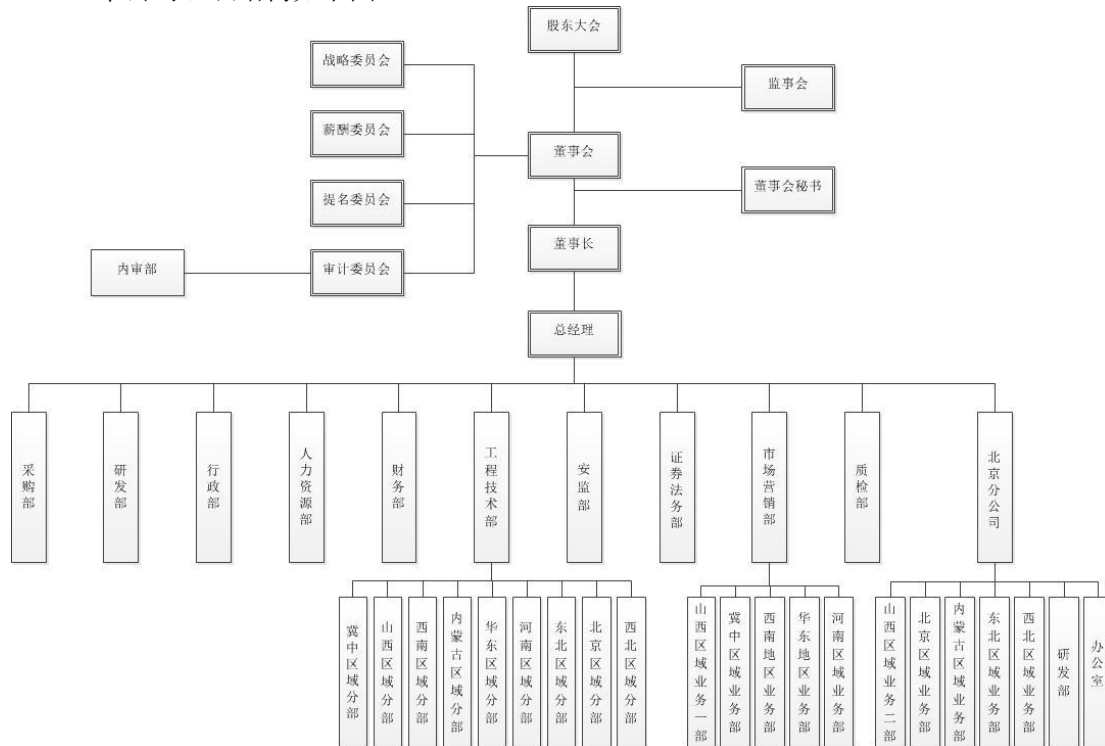 股东大会
战略委员会
监事会
薪酬委员会
董事会
董事会秘书
提名委员会
董事长
内审部
审计委员会
总经理
采购部
研发部
行政部
人力资源部
财务部
工程技术部
安监部
证券法务部
市场营销部
质检部
北京分公司
冀中区域分部
山西区域分部
西南区域分部
内蒙古区域分部
华东区域分部
河南区域分部
东北区域分部
北京区域分部
西北区域分部
山西区域业务一部
冀中区域业务部
西南地区业务部
华东地区业务部
河南区域业务部
山西区域业务二部
北京区域业务部
内蒙古区域业务部
东北区域业务部
西北区域业务部
研发部
办公室